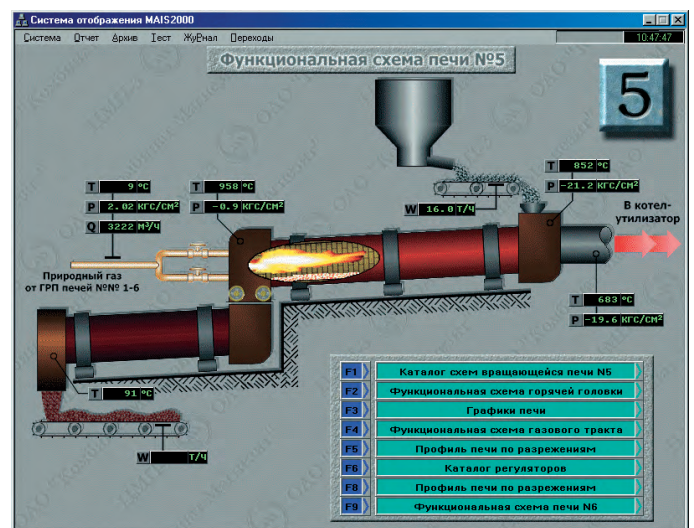 Система отображения MAIS2000
Система Отчет Архив Тест ЖуРнал Переходы
10:47:47
Функциональная схема печи №5
5
T 852 °C
P -21.2 КГС/СМ²
T 9 °C
P 2.02 КГС/СМ²
Q 3222 М³/Ч
T 958 °C
P -0.9 КГС/СМ²
W 16.0 Т/Ч
В котел-
утилизатор
Природный газ
от ГРП печей №№ 1-6
T 683 °C
P -19.6 КГС/СМ²
T 91 °C
W Т/Ч
F1 Каталог схем вращающейся печи N5
F2 Функциональная схема горячей головки
F3 Графики печи
F4 Функциональная схема газового тракта
F5 Профиль печи по разрежениям
F6 Каталог регуляторов
F8 Профиль печи по разрежениям
F9 Функциональная схема печи N6